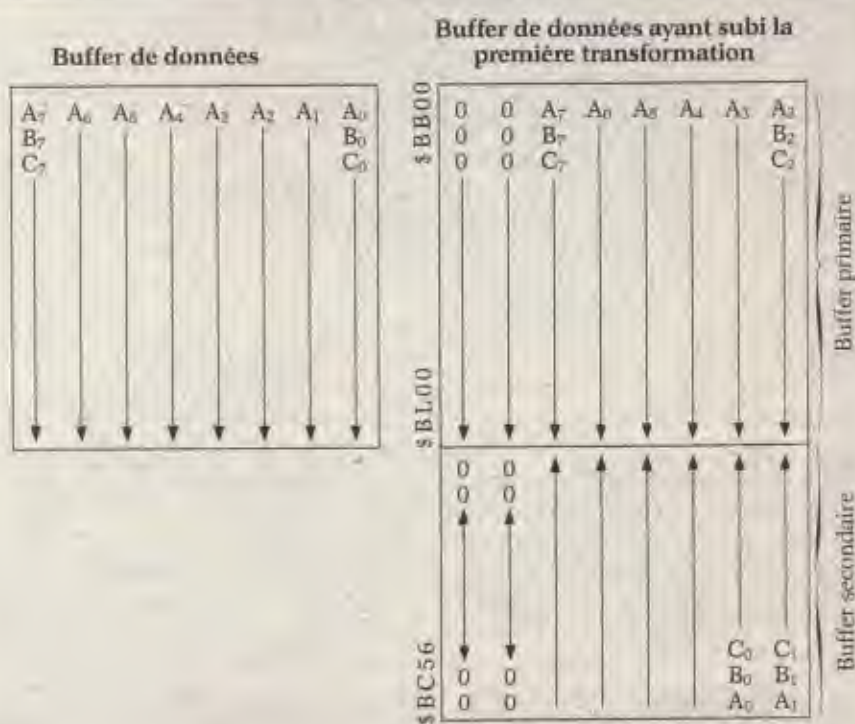 Buffer de données
A₇ A₆ A₅ A₄ A₃ A₂ A₁ A₀
B₇ B₀
C₇ C₀
Buffer de données ayant subi la
première transformation
$BB00
0 0 A₇ A₆ A₅ A₄ A₃ A₂
0 0 B₇ B₂
0 0 C₇ C₂
$BL00
Buffer primaire
0 0
0 0
C₀ C₁
0 0 B₀ B₁
0 0 A₀ A₁
$BC56
Buffer secondaire